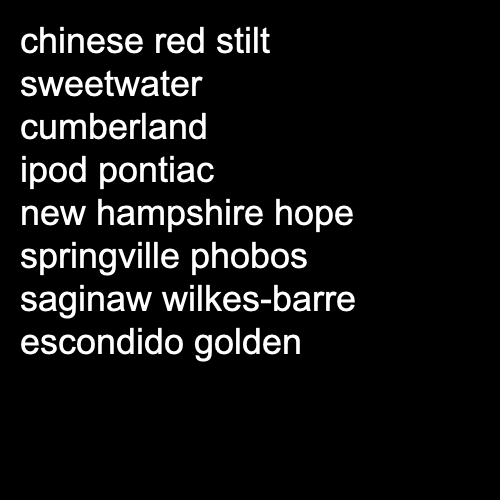 chinese red stilt
sweetwater
cumberland
ipod pontiac
new hampshire hope
springville phobos
saginaw wilkes-barre
escondido golden